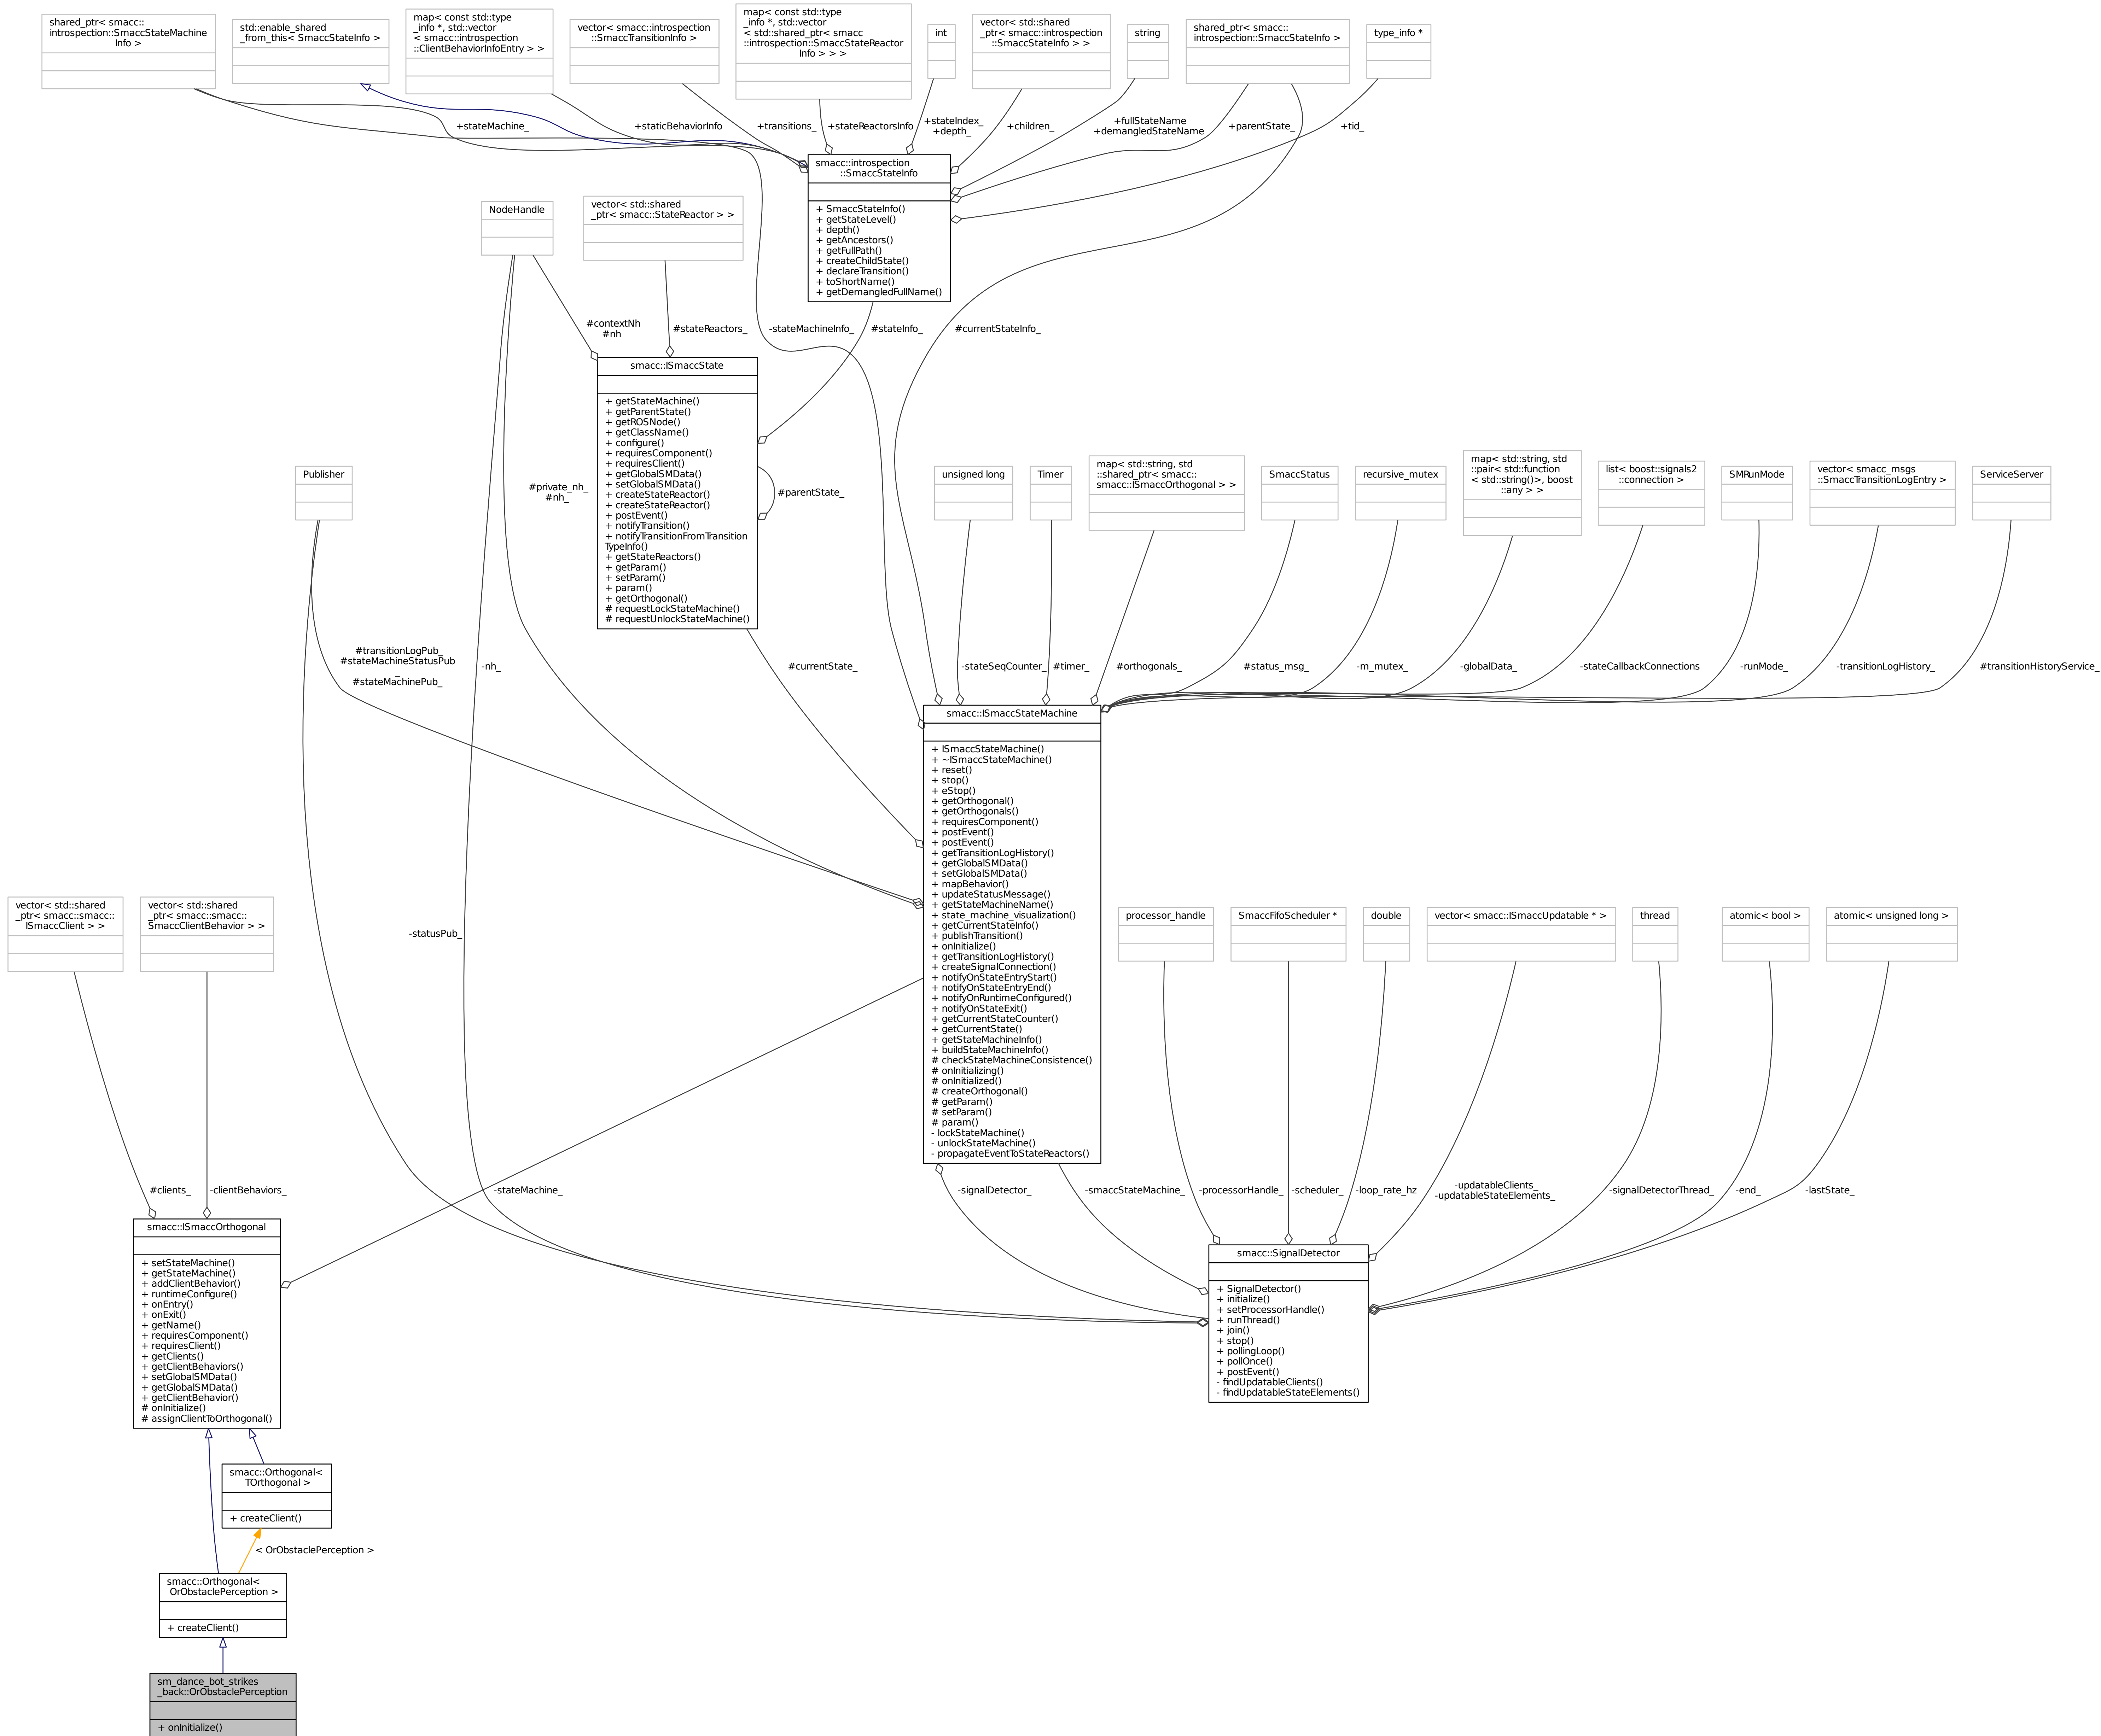 shared_ptr< smacc::
introspection::SmaccStateMachine
Info >
std::enable_shared
_from_this< SmaccStateInfo >
map< const std::type
_info *, std::vector
< smacc::introspection
::ClientBehaviorInfoEntry > >
vector< smacc::introspection
::SmaccTransitionInfo >
map< const std::type
_info *, std::vector
< std::shared_ptr< smacc
::introspection::SmaccStateReactor
Info > > >
int
vector< std::shared
_ptr< smacc::introspection
::SmaccStateInfo > >
string
shared_ptr< smacc::
introspection::SmaccStateInfo >
type_info *
+stateMachine_
+staticBehaviorInfo
+transitions_
+stateReactorsInfo
+stateIndex_
+depth_
+children_
+fullStateName
+demangledStateName
+parentState_
+tid_
smacc::introspection
::SmaccStateInfo
+ SmaccStateInfo()
+ getStateLevel()
+ depth()
+ getAncestors()
+ getFullPath()
+ createChildState()
+ declareTransition()
+ toShortName()
+ getDemangledFullName()
NodeHandle
vector< std::shared
_ptr< smacc::StateReactor > >
#contextNh
#nh
#stateReactors_
-stateMachineInfo_
#stateInfo_
#currentStateInfo_
smacc::ISmaccState
+ getStateMachine()
+ getParentState()
+ getROSNode()
+ getClassName()
+ configure()
+ requiresComponent()
+ requiresClient()
+ getGlobalSMData()
+ setGlobalSMData()
+ createStateReactor()
+ createStateReactor()
+ postEvent()
+ notifyTransition()
+ notifyTransitionFromTransition
TypeInfo()
+ getStateReactors()
+ getParam()
+ setParam()
+ param()
+ getOrthogonal()
# requestLockStateMachine()
# requestUnlockStateMachine()
#parentState_
Publisher
#private_nh_
#nh_
unsigned long
Timer
map< std::string, std
::shared_ptr< smacc::
smacc::ISmaccOrthogonal > >
SmaccStatus
recursive_mutex
map< std::string, std
::pair< std::function
< std::string()>, boost
::any > >
list< boost::signals2
::connection >
SMRunMode
vector< smacc_msgs
::SmaccTransitionLogEntry >
ServiceServer
#transitionLogPub_
#stateMachineStatusPub
_
#stateMachinePub_
-nh_
#currentState_
-stateSeqCounter_
#timer_
#orthogonals_
#status_msg_
-m_mutex_
-globalData_
-stateCallbackConnections
-runMode_
-transitionLogHistory_
#transitionHistoryService_
smacc::ISmaccStateMachine
+ ISmaccStateMachine()
+ ~ISmaccStateMachine()
+ reset()
+ stop()
+ eStop()
+ getOrthogonal()
+ getOrthogonals()
+ requiresComponent()
+ postEvent()
+ postEvent()
+ getTransitionLogHistory()
+ getGlobalSMData()
+ setGlobalSMData()
+ mapBehavior()
+ updateStatusMessage()
+ getStateMachineName()
+ state_machine_visualization()
+ getCurrentStateInfo()
+ publishTransition()
+ onInitialize()
+ getTransitionLogHistory()
+ createSignalConnection()
+ notifyOnStateEntryStart()
+ notifyOnStateEntryEnd()
+ notifyOnRuntimeConfigured()
+ notifyOnStateExit()
+ getCurrentStateCounter()
+ getCurrentState()
+ getStateMachineInfo()
+ buildStateMachineInfo()
# checkStateMachineConsistence()
# onInitializing()
# onInitialized()
# createOrthogonal()
# getParam()
# setParam()
# param()
- lockStateMachine()
- unlockStateMachine()
- propagateEventToStateReactors()
vector< std::shared
_ptr< smacc::smacc::
ISmaccClient > >
vector< std::shared
_ptr< smacc::smacc::
SmaccClientBehavior > >
-statusPub_
processor_handle
SmaccFifoScheduler *
double
vector< smacc::ISmaccUpdatable * >
thread
atomic< bool >
atomic< unsigned long >
#clients_
-clientBehaviors_
-stateMachine_
-signalDetector_
-smaccStateMachine_
-processorHandle_
-scheduler_
-loop_rate_hz
-updatableClients_
-updatableStateElements_
-signalDetectorThread_
-end_
-lastState_
smacc::ISmaccOrthogonal
+ setStateMachine()
+ getStateMachine()
+ addClientBehavior()
+ runtimeConfigure()
+ onEntry()
+ onExit()
+ getName()
+ requiresComponent()
+ requiresClient()
+ getClients()
+ getClientBehaviors()
+ setGlobalSMData()
+ getGlobalSMData()
+ getClientBehavior()
# onInitialize()
# assignClientToOrthogonal()
smacc::SignalDetector
+ SignalDetector()
+ initialize()
+ setProcessorHandle()
+ runThread()
+ join()
+ stop()
+ pollingLoop()
+ pollOnce()
+ postEvent()
- findUpdatableClients()
- findUpdatableStateElements()
smacc::Orthogonal<
TOrthogonal >
+ createClient()
< OrObstaclePerception >
smacc::Orthogonal<
OrObstaclePerception >
+ createClient()
sm_dance_bot_strikes
_back::OrObstaclePerception
+ onInitialize()